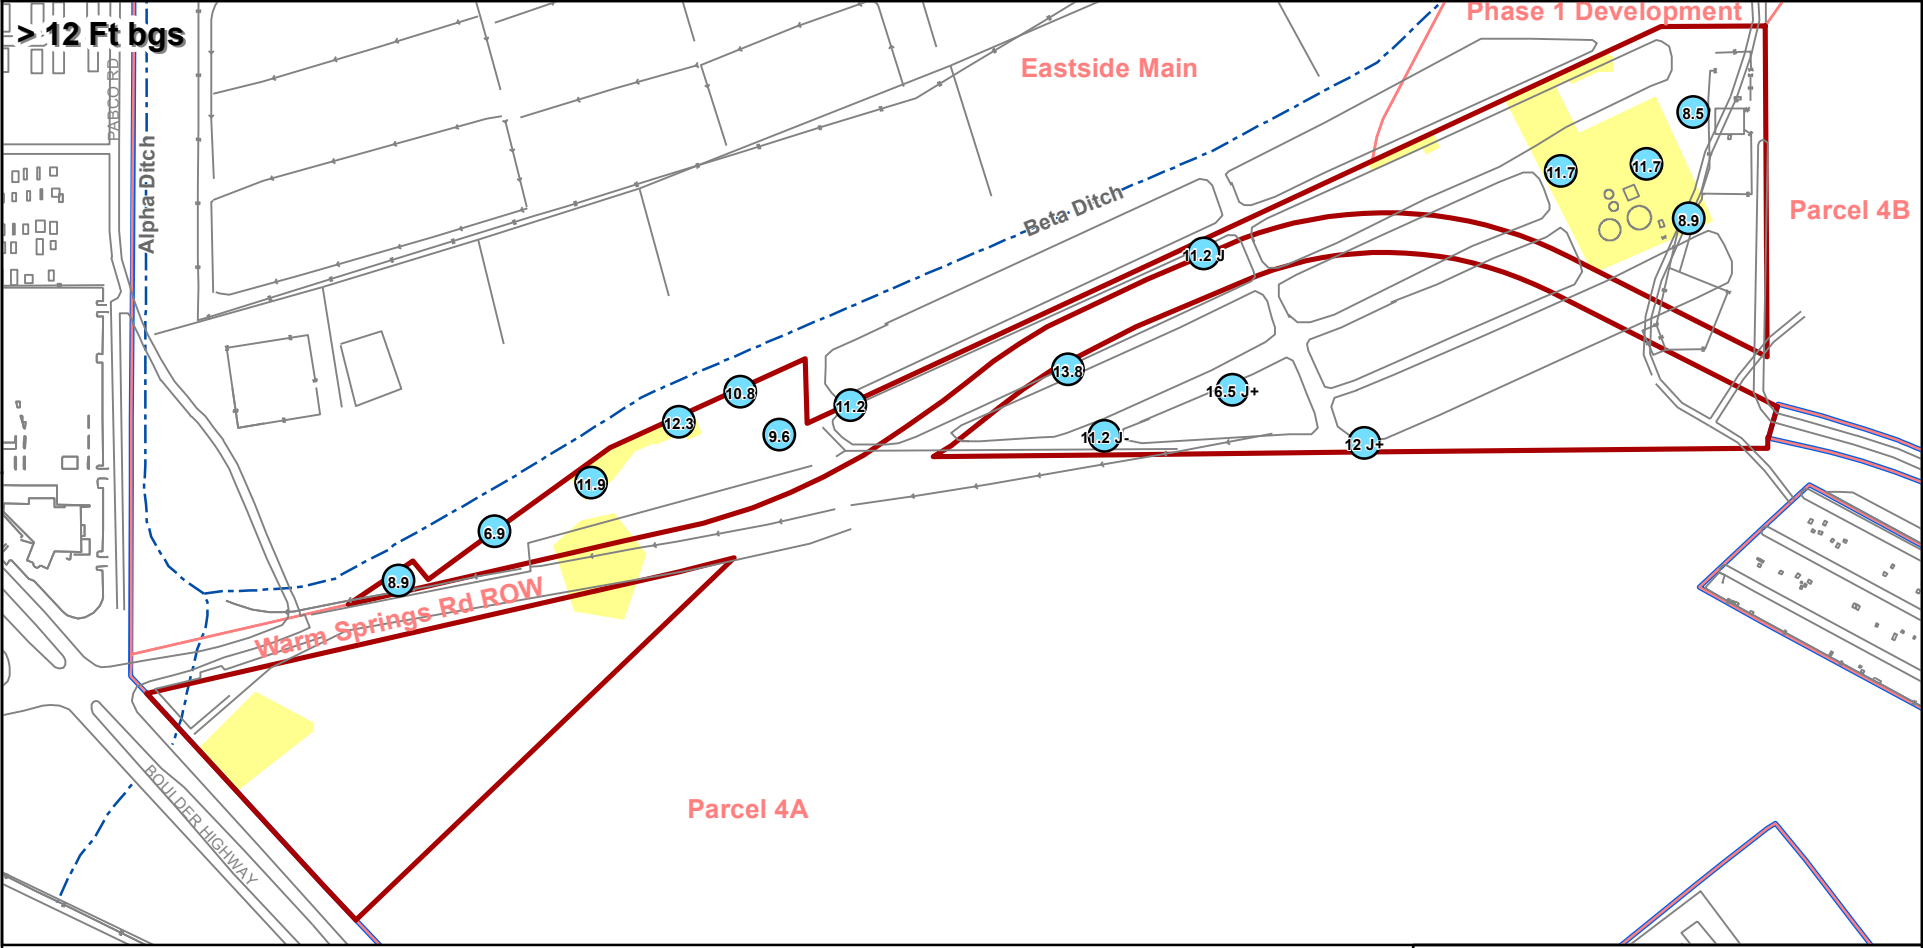 > 12 Ft bgs
Phase 1 Development
Eastside Main
PABCO RD
Alpha Ditch
Beta Ditch
Parcel 4B
8.5
11.7
11.7
8.9
11.2 J
13.8
16.5 J+
10.8
11.2
12.3
9.6
11.2 J-
12 J+
11.9
6.9
8.9
Warm Springs Rd ROW
Parcel 4A
BOULDER HIGHWAY